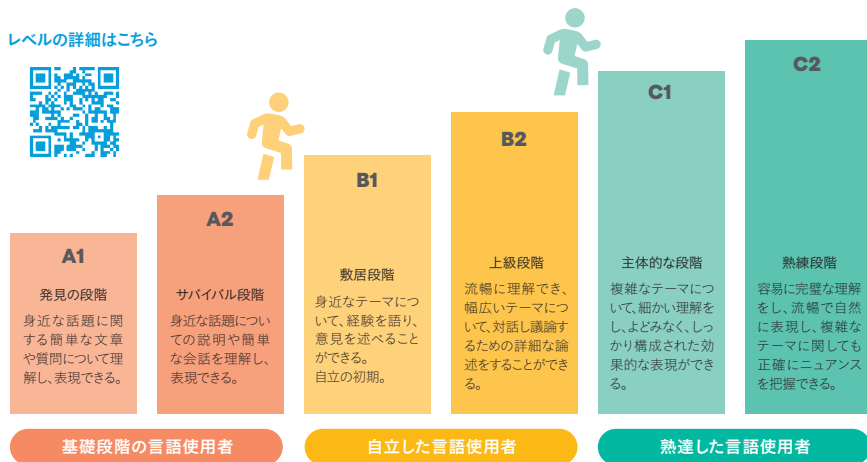 レベルの詳細はこちら
A1
発見の段階
身近な話題に関
する簡単な文章
や質問について理
解し、表現できる。
A2
サバイバル段階
身近な話題につい
ての説明や簡単
な会話を理解し、
表現できる。
B1
敷居段階
身近なテーマにつ
いて、経験を語り、
意見を述べること
ができる。
自立の初期。
B2
上級段階
流暢に理解でき、
幅広いテーマにつ
いて、対話し議論す
るための詳細な論
述をすることができ
る。
C1
主体的な段階
複雑なテーマにつ
いて、細かい理解を
し、よどみなく、しっ
かり構成された効
果的な表現ができ
る。
C2
熟練段階
容易に完璧な理解
をし、流暢で自然
に表現し、複雑な
テーマに関しても
正確にニュアンス
を把握できる。
基礎段階の言語使用者
自立した言語使用者
熟達した言語使用者